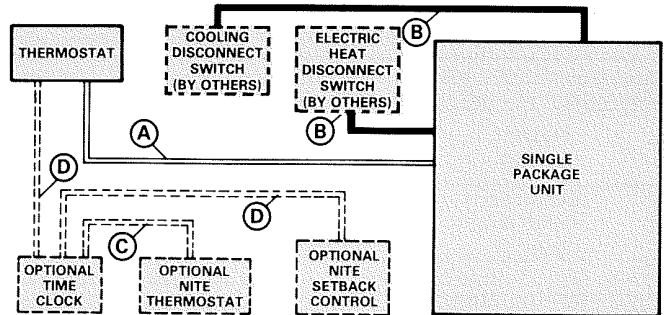 THERMOSTAT
COOLING
DISCONNECT
SWITCH
(BY OTHERS)
ELECTRIC
HEAT
DISCONNECT
SWITCH
(BY OTHERS)
B
B
A
SINGLE
PACKAGE
UNIT
D
D
C
OPTIONAL
TIME
CLOCK
OPTIONAL
NITE
THERMOSTAT
OPTIONAL
NITE
SETBACK
CONTROL